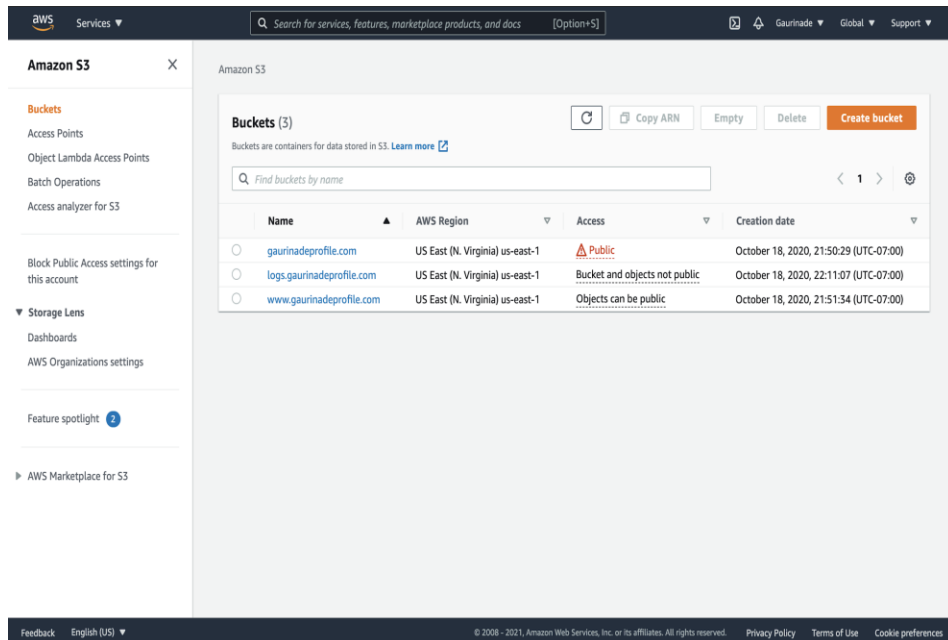 aws Services ▼ Search for services, features, marketplace products, and docs [Option+S] Gaurinade ▼ Global ▼ Support ▼
Amazon S3 X
Buckets
Access Points
Object Lambda Access Points
Batch Operations
Access analyzer for S3
Block Public Access settings for
this account
▼ Storage Lens
Dashboards
AWS Organizations settings
Feature spotlight 2
▶ AWS Marketplace for S3
Amazon S3
Buckets (3) Copy ARN Empty Delete Create bucket
Buckets are containers for data stored in S3. Learn more
Find buckets by name < 1 >
Name ▲ AWS Region ▽ Access ▽ Creation date ▽
gaurinadeprofile.com US East (N. Virginia) us-east-1 Public October 18, 2020, 21:50:29 (UTC-07:00)
logs.gaurinadeprofile.com US East (N. Virginia) us-east-1 Bucket and objects not public October 18, 2020, 22:11:07 (UTC-07:00)
www.gaurinadeprofile.com US East (N. Virginia) us-east-1 Objects can be public October 18, 2020, 21:51:34 (UTC-07:00)
Feedback English (US) ▼ © 2008 - 2021, Amazon Web Services, Inc. or its affiliates. All rights reserved. Privacy Policy Terms of Use Cookie preferences